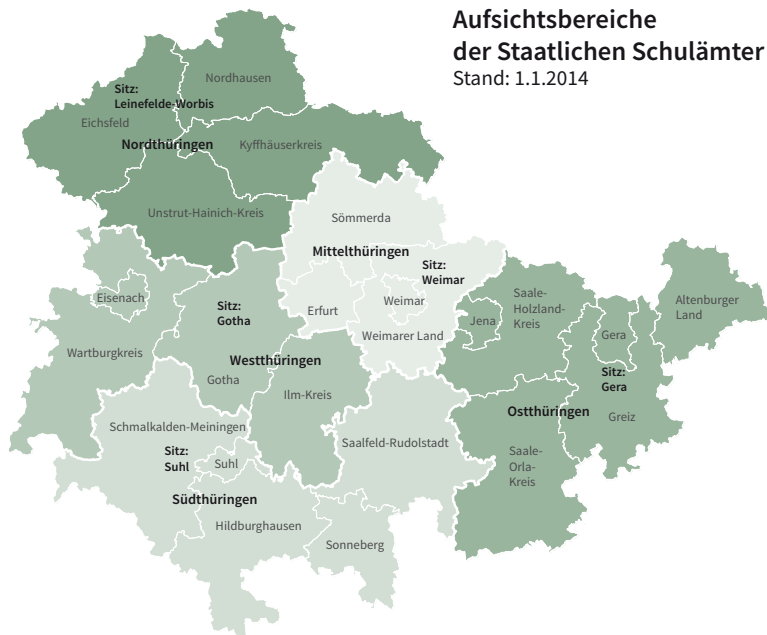 Aufsichtsbereiche
der Staatlichen Schulämter
Stand: 1.1.2014
Nordhausen
Sitz:
Leinefelde-Worbis
Eichsfeld
Nordthüringen
Kyffhäuserkreis
Unstrut-Hainich-Kreis
Sömmerda
Mittelthüringen
Sitz:
Weimar
Erfurt
Weimar
Weimarer Land
Eisenach
Sitz:
Gotha
Wartburgkreis
Westthüringen
Gotha
Ilm-Kreis
Saale-
Holzland-
Kreis
Jena
Gera
Altenburger
Land
Sitz:
Gera
Ostthüringen
Greiz
Saale-
Orla-
Kreis
Schmalkalden-Meiningen
Sitz:
Suhl
Suhl
Saalfeld-Rudolstadt
Südthüringen
Hildburghausen
Sonneberg